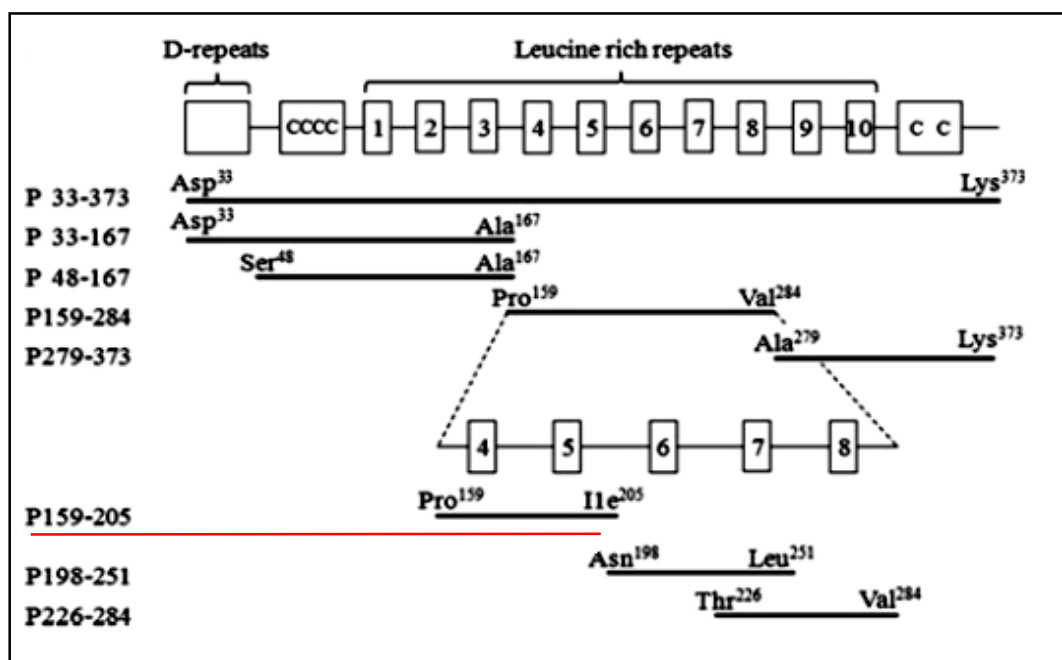 D-repeats Leucine rich repeats
CCCC 1 2 3 4 5 6 7 8 9 10 C C
P 33-373 Asp³³ Lys³⁷³
P 33-167 Asp³³ Ala¹⁶⁷
P 48-167 Ser⁴⁸ Ala¹⁶⁷
P159-284 Pro¹⁵⁹ Val²⁸⁴
P279-373 Ala²⁷⁹ Lys³⁷³
4 5 6 7 8
P159-205 Pro¹⁵⁹ I1e²⁰⁵
P198-251 Asn¹⁹⁸ Leu²⁵¹
P226-284 Thr²²⁶ Val²⁸⁴